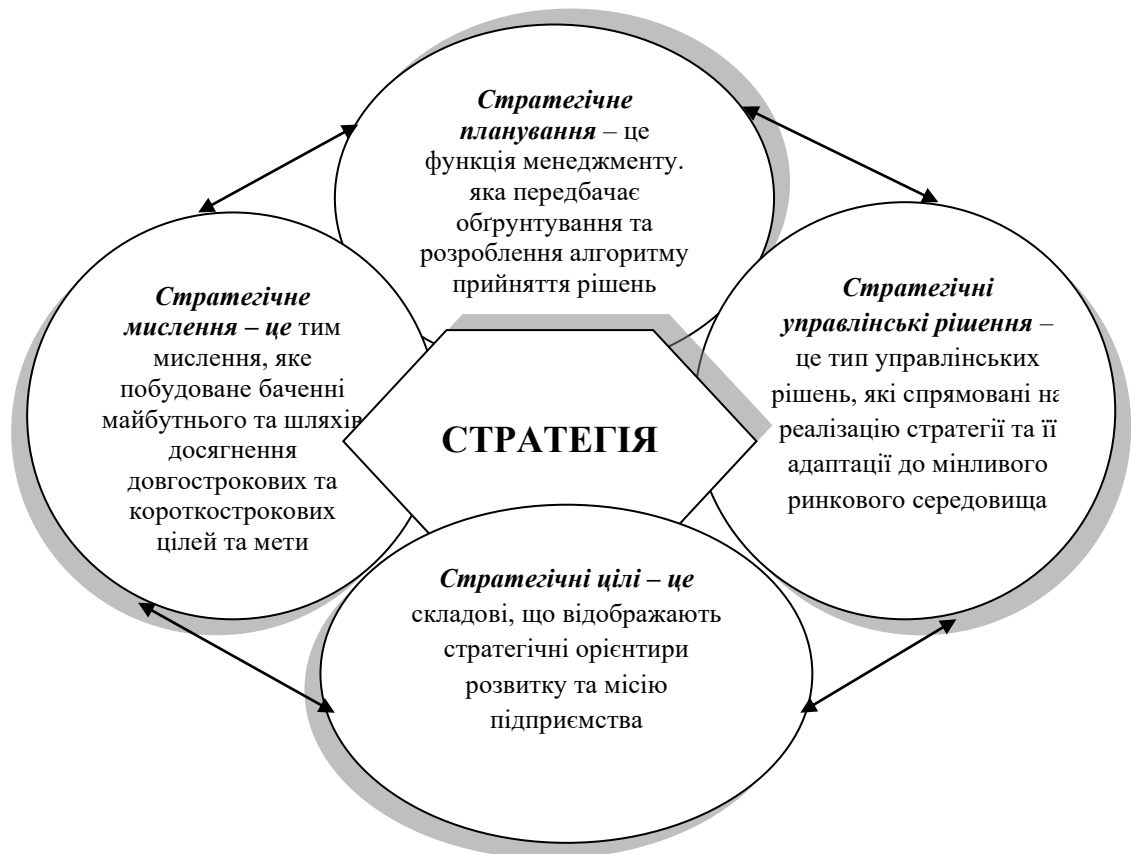 Стратегічне
планування – це
функція менеджменту.
яка передбачає
обґрунтування та
розроблення алгоритму
прийняття рішень
Стратегічне
мислення – це тим
мислення, яке
побудоване баченні
майбутнього та шляхів
досягнення
довгострокових та
короткострокових
цілей та мети
СТРАТЕГІЯ
Стратегічні
управлінські рішення –
це тип управлінських
рішень, які спрямовані на
реалізацію стратегії та її
адаптації до мінливого
ринкового середовища
Стратегічні цілі – це
складові, що відображають
стратегічні орієнтири
розвитку та місію
підприємства